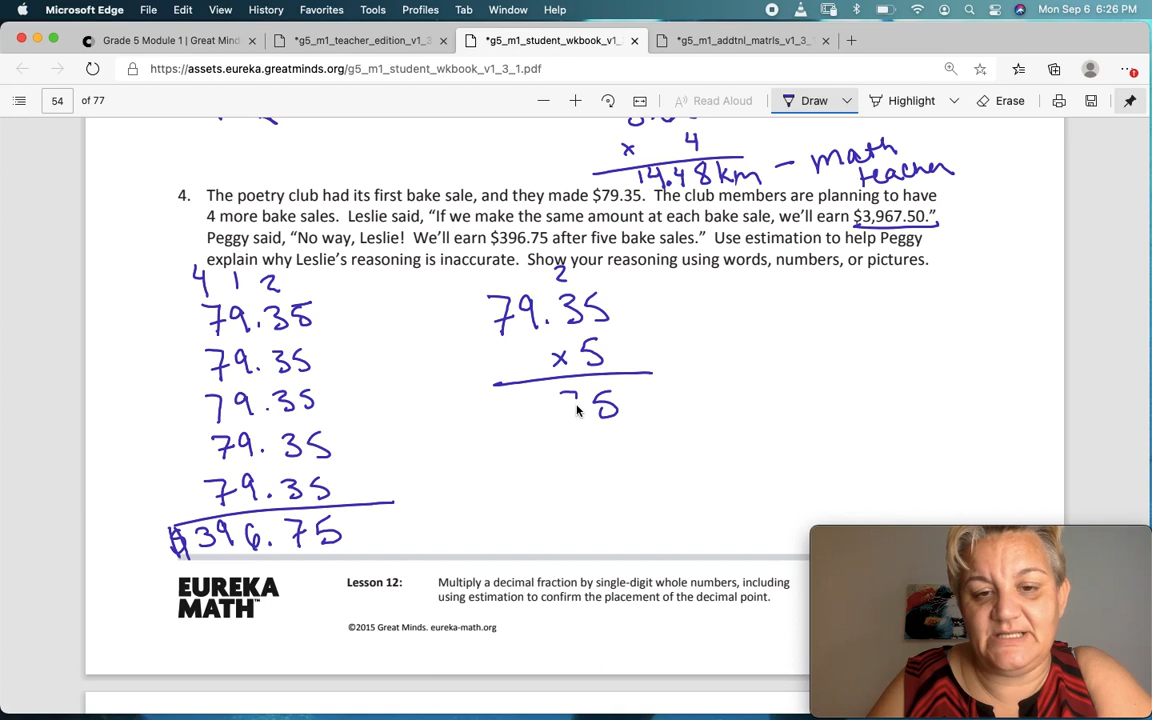 Microsoft Edge File Edit View History Favorites Tools Profiles Tab Window Help Mon Sep 6 6:26 PM
Grade 5 Module 1 | Great Mind *g5_m1_teacher_edition_v1_3 *g5_m1_student_wkbook_v1_ *g5_m1_addtnl_matrls_v1_3_1
https://assets.eureka.greatminds.org/g5_m1_student_wkbook_v1_3_1.pdf
54 of 77 Read Aloud Draw Highlight Erase
x 4
14.48 km - math teacher
4. The poetry club had its first bake sale, and they made $79.35. The club members are planning to have
4 more bake sales. Leslie said, “If we make the same amount at each bake sale, we’ll earn $3,967.50.”
Peggy said, “No way, Leslie! We’ll earn $396.75 after five bake sales.” Use estimation to help Peggy
explain why Leslie’s reasoning is inaccurate. Show your reasoning using words, numbers, or pictures.
4 1 2
79.35
79.35
79.35
79.35
79.35
$396.75
2
79.35
x 5
75
EUREKA
MATH™
Lesson 12:
Multiply a decimal fraction by single-digit whole numbers, including
using estimation to confirm the placement of the decimal point.
©2015 Great Minds. eureka-math.org